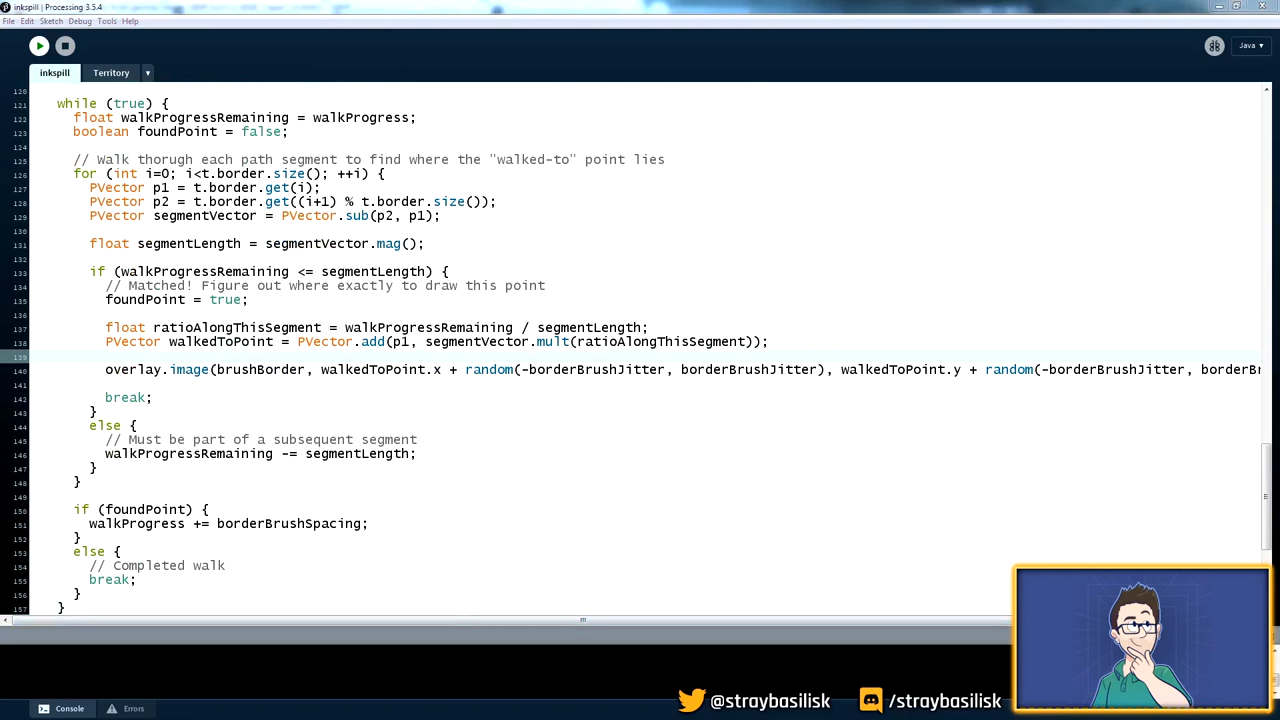 inkspill | Processing 3.5.4
File Edit Sketch Debug Tools Help
Java ▾
inkspill Territory ▾
120
121 while (true) {
122 float walkProgressRemaining = walkProgress;
123 boolean foundPoint = false;
124
125 // Walk thorugh each path segment to find where the "walked-to" point lies
126 for (int i=0; i<t.border.size(); ++i) {
127 PVector p1 = t.border.get(i);
128 PVector p2 = t.border.get((i+1) % t.border.size());
129 PVector segmentVector = PVector.sub(p2, p1);
130
131 float segmentLength = segmentVector.mag();
132
133 if (walkProgressRemaining <= segmentLength) {
134 // Matched! Figure out where exactly to draw this point
135 foundPoint = true;
136
137 float ratioAlongThisSegment = walkProgressRemaining / segmentLength;
138 PVector walkedToPoint = PVector.add(p1, segmentVector.mult(ratioAlongThisSegment));
139
140 overlay.image(brushBorder, walkedToPoint.x + random(-borderBrushJitter, borderBrushJitter), walkedToPoint.y + random(-borderBrushJitter, borderBr
141
142 break;
143 }
144 else {
145 // Must be part of a subsequent segment
146 walkProgressRemaining -= segmentLength;
147 }
148 }
149
150 if (foundPoint) {
151 walkProgress += borderBrushSpacing;
152 }
153 else {
154 // Completed walk
155 break;
156 }
157 }
Console Errors
@straybasilisk /straybasilisk